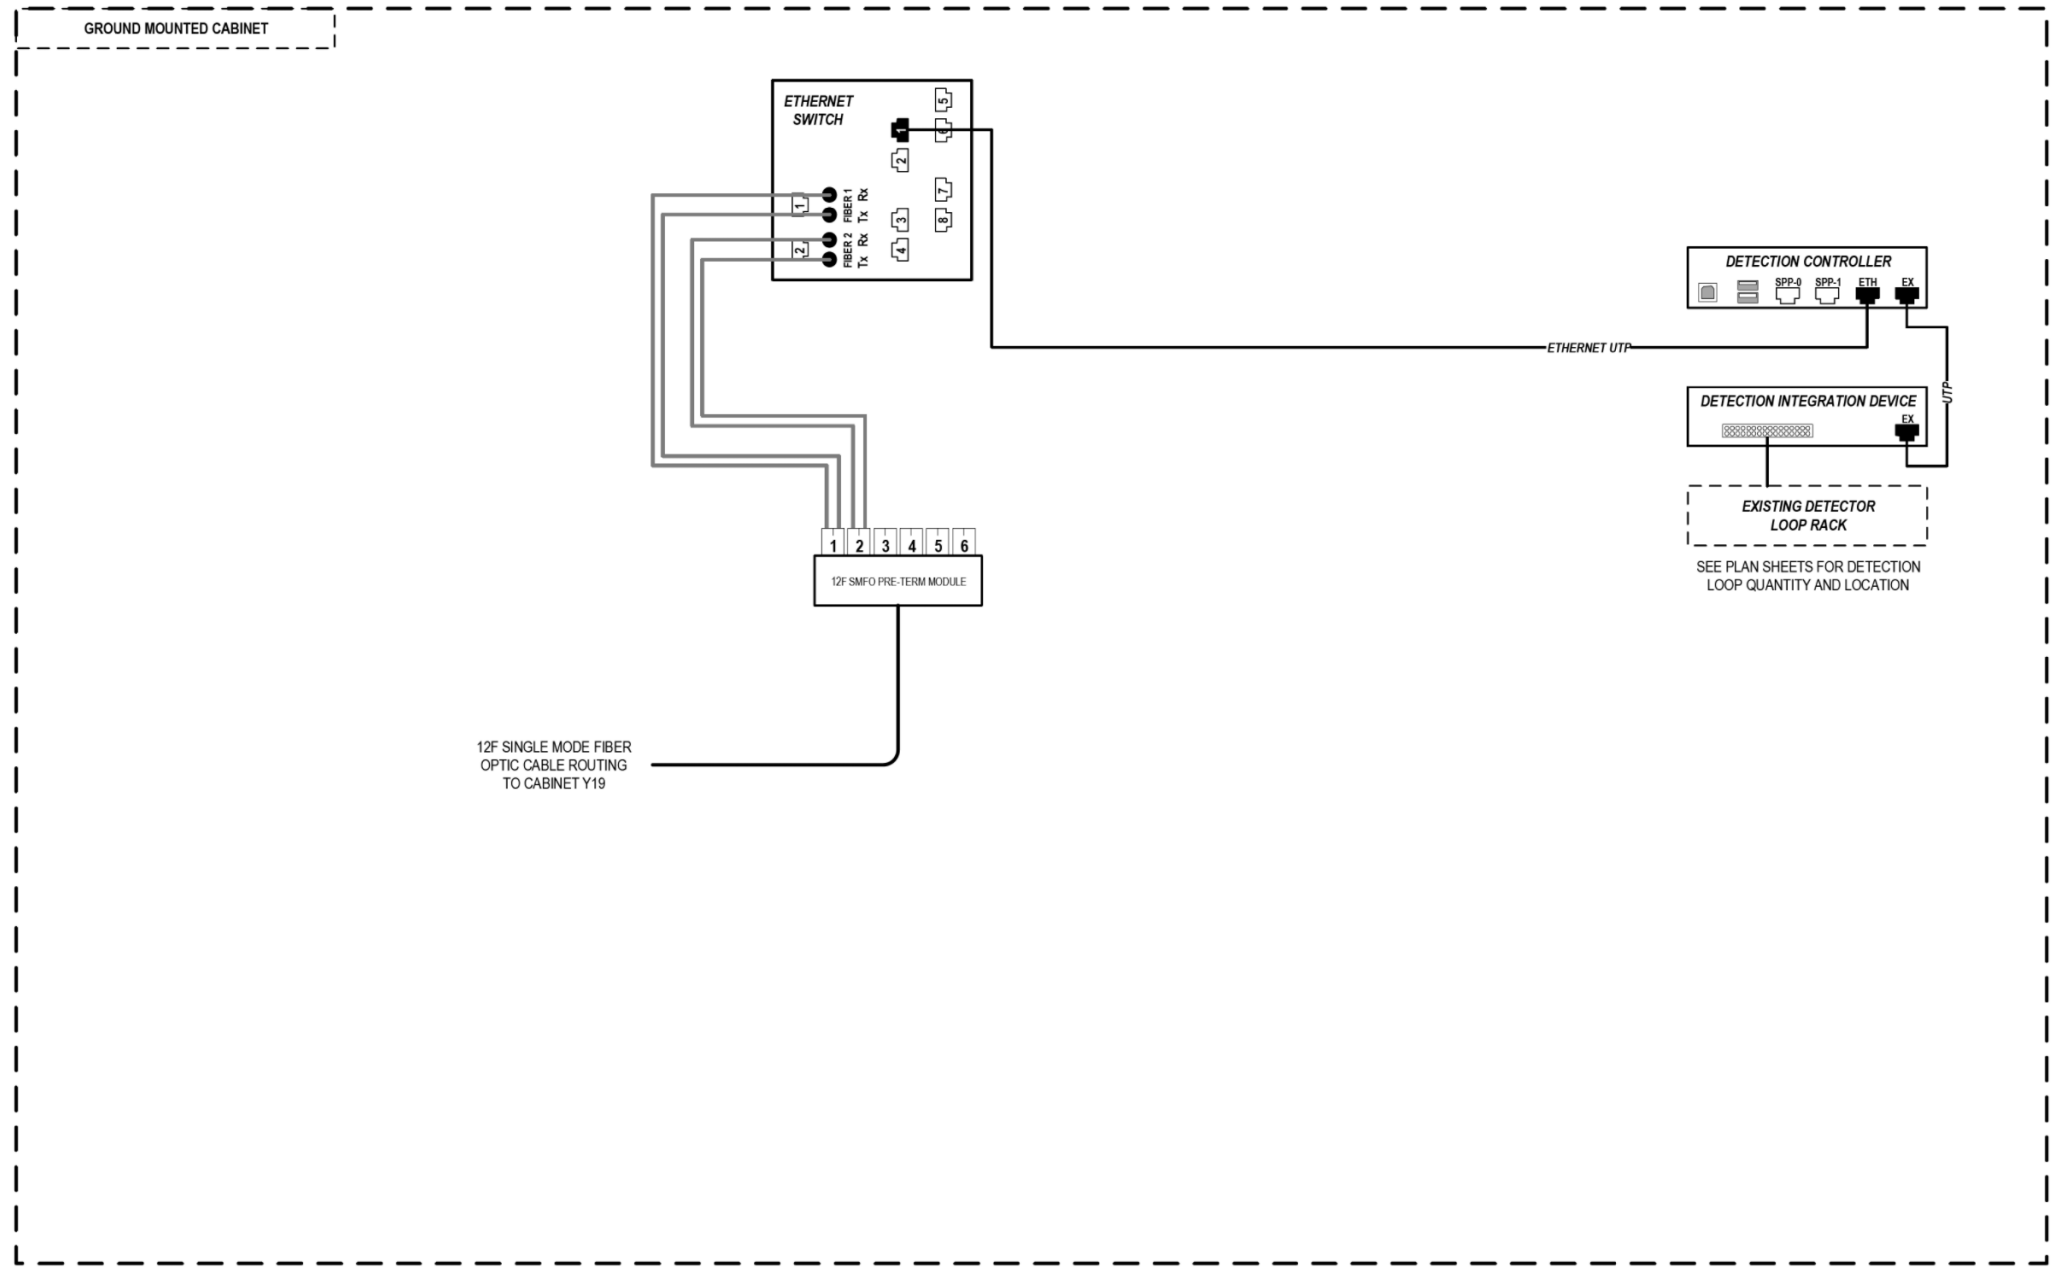 GROUND MOUNTED CABINET
ETHERNET
SWITCH
5
1
6
2
7
3
8
4
1
FIBER 1
Rx
Tx
2
FIBER 2
Rx
Tx
DETECTION CONTROLLER
SPP-0
SPP-1
ETH
EX
ETHERNET UTP
UTP
DETECTION INTEGRATION DEVICE
EX
EXISTING DETECTOR
LOOP RACK
SEE PLAN SHEETS FOR DETECTION
LOOP QUANTITY AND LOCATION
1 2 3 4 5 6
12F SMFO PRE-TERM MODULE
12F SINGLE MODE FIBER
OPTIC CABLE ROUTING
TO CABINET Y19